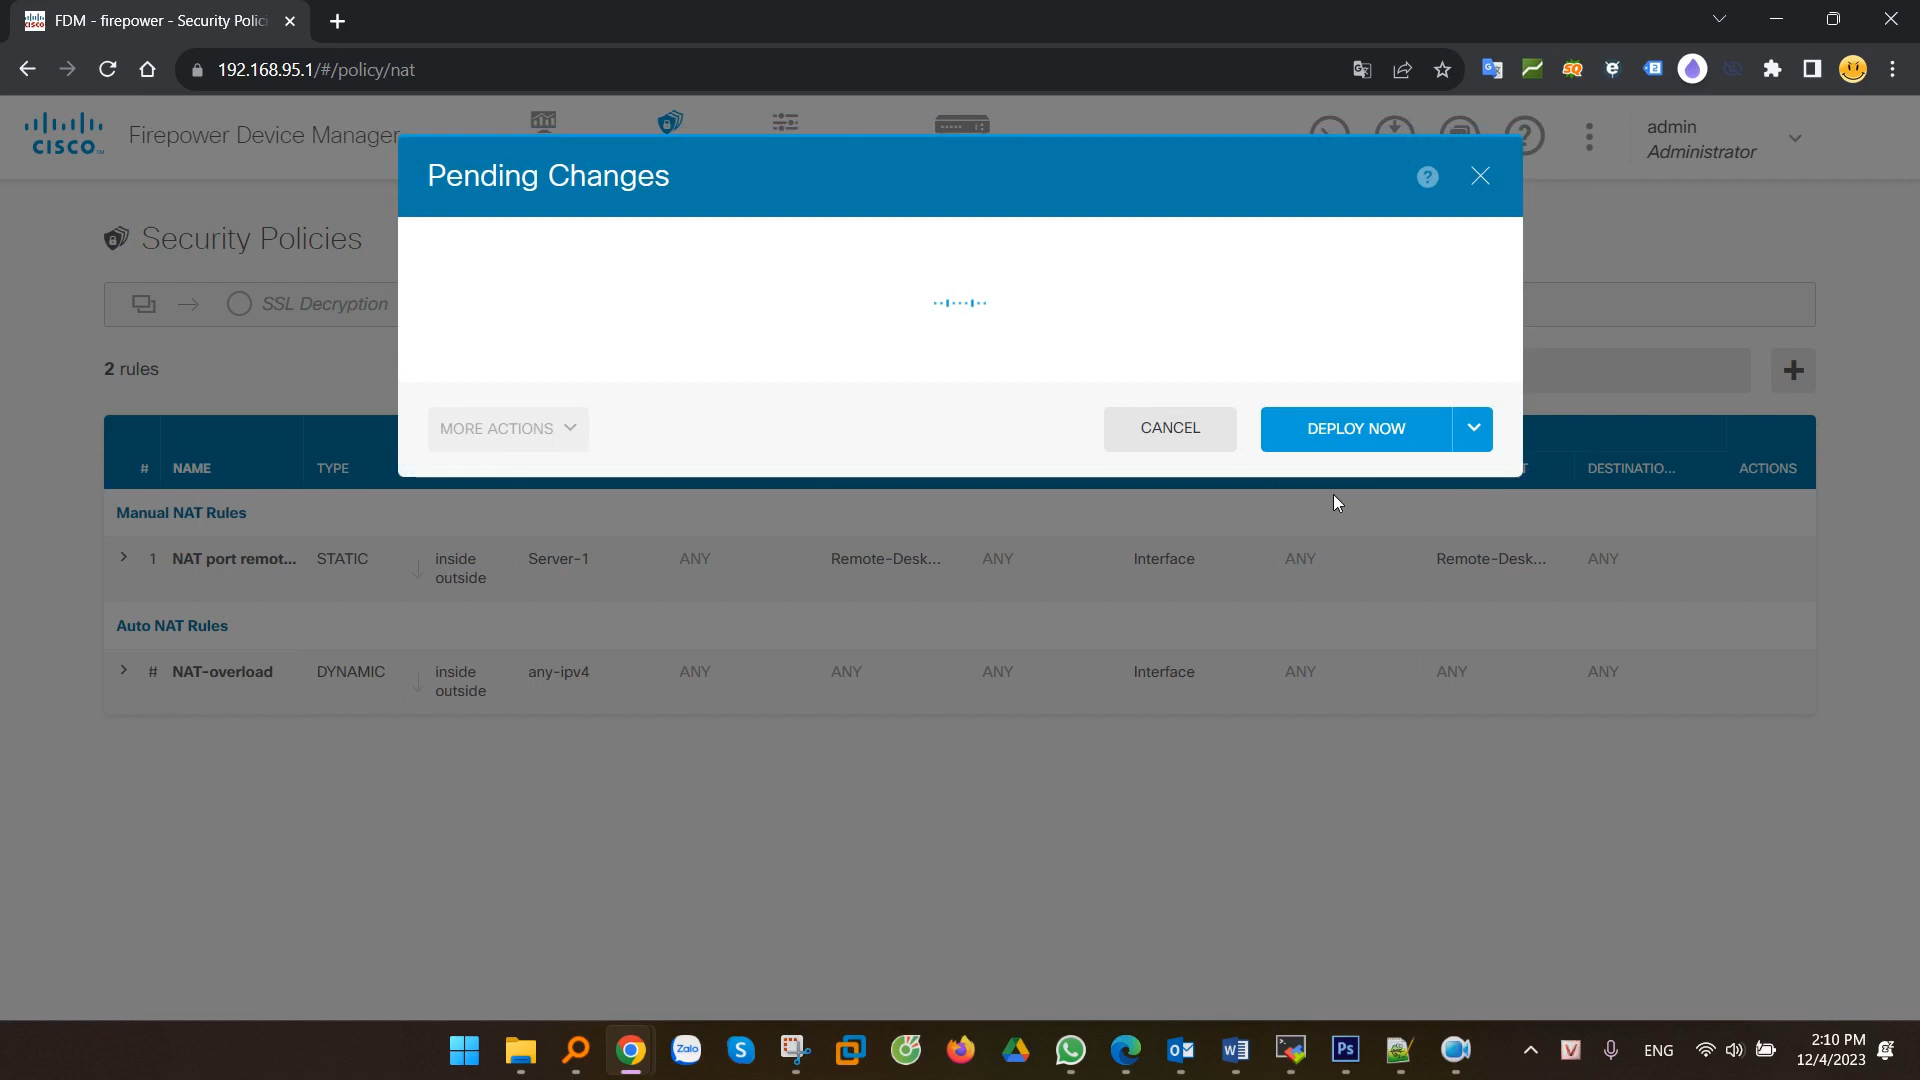 FDM - firepower - Security Polic
192.168.95.1/#/policy/nat
CISCO
Firepower Device Manager
admin
Administrator
Pending Changes
?
Security Policies
SSL Decryption
2 rules
MORE ACTIONS
CANCEL
DEPLOY NOW
# NAME TYPE DESTINATIO... ACTIONS
Manual NAT Rules
1 NAT port remot... STATIC inside Server-1 ANY Remote-Desk... ANY Interface ANY Remote-Desk... ANY
outside
Auto NAT Rules
# NAT-overload DYNAMIC inside any-ipv4 ANY ANY ANY Interface ANY ANY ANY
outside
Zalo
Ps
ENG
2:10 PM
12/4/2023